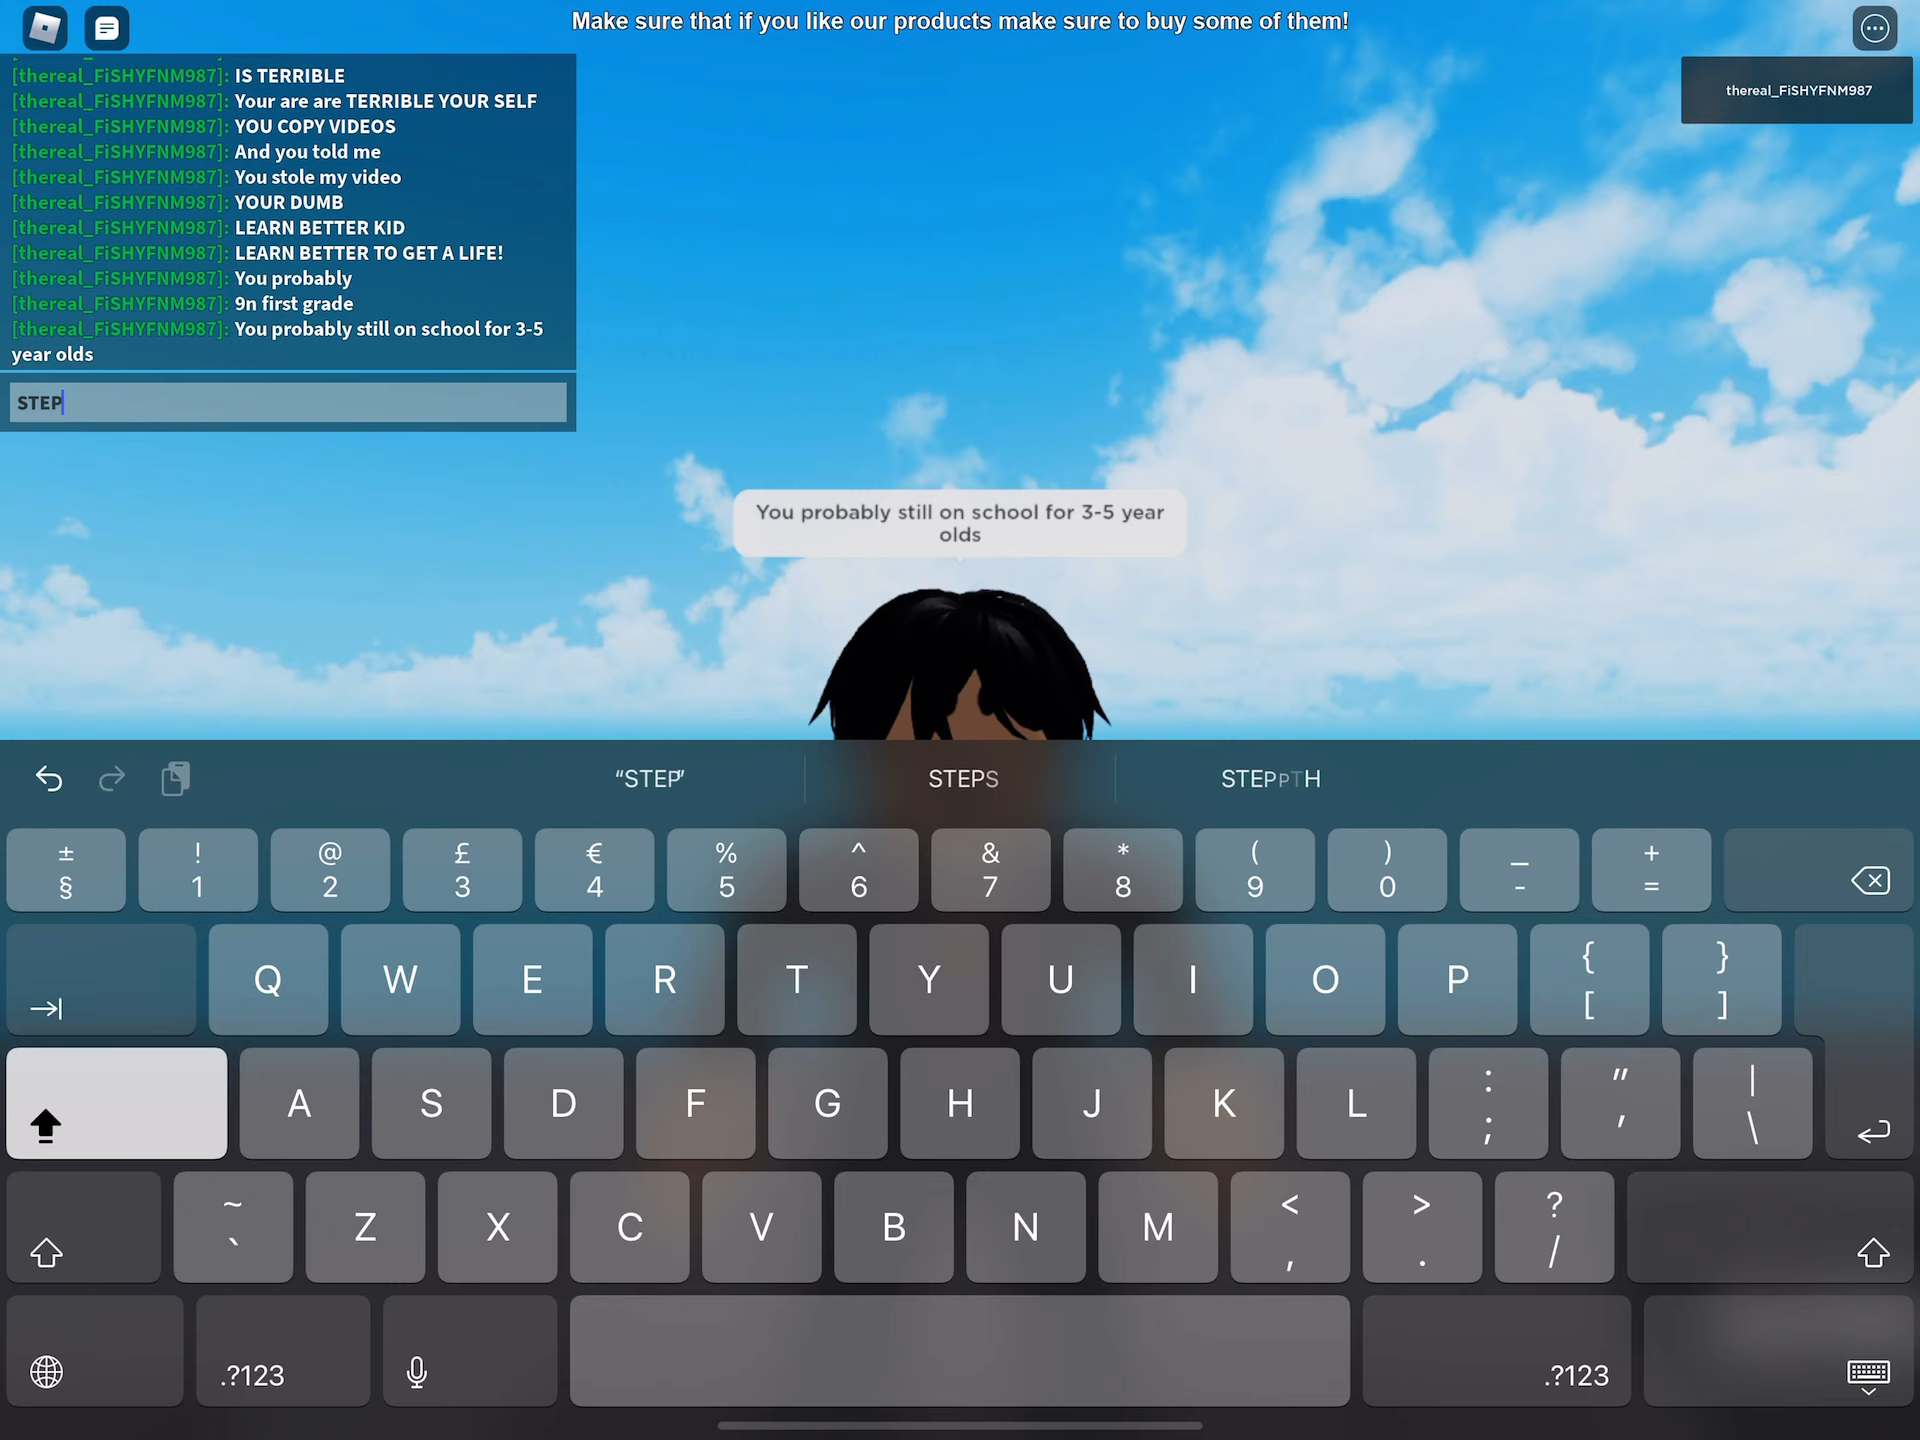 Make sure that if you like our products make sure to buy some of them!
thereal_FiSHYFNM987
[thereal_FiSHYFNM987]: IS TERRIBLE
[thereal_FiSHYFNM987]: Your are are TERRIBLE YOUR SELF
[thereal_FiSHYFNM987]: YOU COPY VIDEOS
[thereal_FiSHYFNM987]: And you told me
[thereal_FiSHYFNM987]: You stole my video
[thereal_FiSHYFNM987]: YOUR DUMB
[thereal_FiSHYFNM987]: LEARN BETTER KID
[thereal_FiSHYFNM987]: LEARN BETTER TO GET A LIFE!
[thereal_FiSHYFNM987]: You probably
[thereal_FiSHYFNM987]: 9n first grade
[thereal_FiSHYFNM987]: You probably still on school for 3-5
year olds
STEP
You probably still on school for 3-5 year
olds
“STEP” STEPS
± ! @ £ € % ^ & * ( ) _ +
§ 1 2 3 4 5 6 7 8 9 0 - =
Q W E R T Y U I O P { }
[ ]
A S D F G H J K L : " |
; ' \
~ Z X C V B N M < > ?
` , . /
.?123 .?123